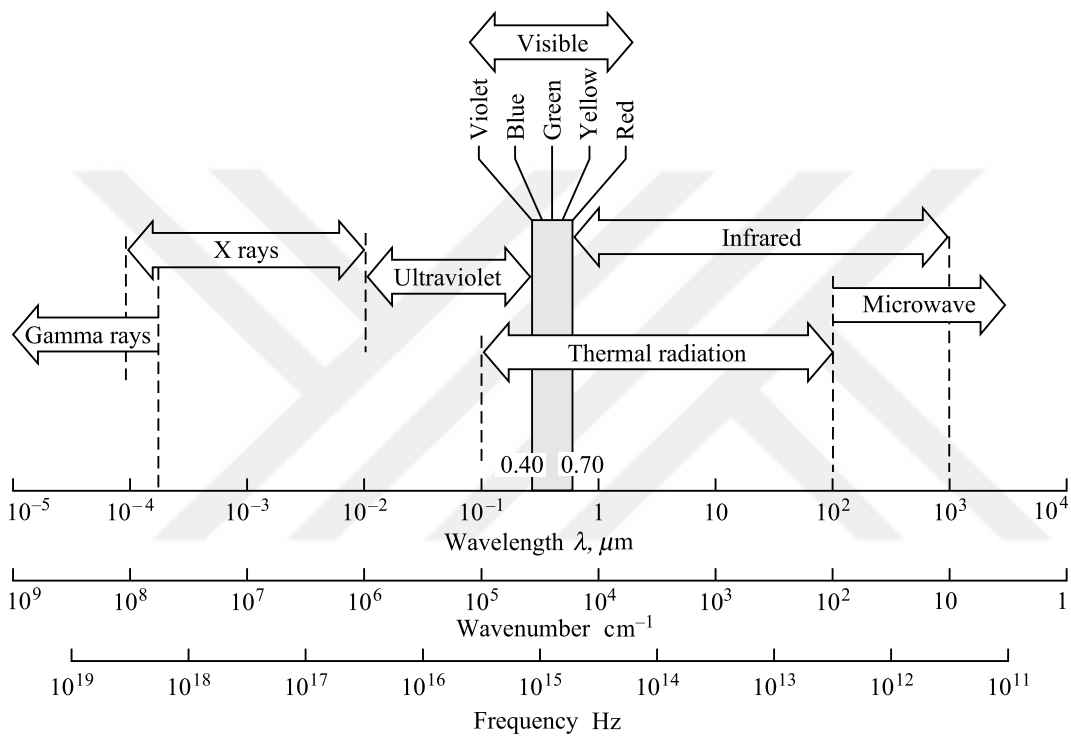 Visible
Violet
Blue
Green
Yellow
Red
X rays
Infrared
Ultraviolet
Microwave
Gamma rays
Thermal radiation
0.40 0.70
10⁻⁵ 10⁻⁴ 10⁻³ 10⁻² 10⁻¹ 1 10 10² 10³ 10⁴
Wavelength λ, μm
10⁹ 10⁸ 10⁷ 10⁶ 10⁵ 10⁴ 10³ 10² 10 1
Wavenumber cm⁻¹
10¹⁹ 10¹⁸ 10¹⁷ 10¹⁶ 10¹⁵ 10¹⁴ 10¹³ 10¹² 10¹¹
Frequency Hz